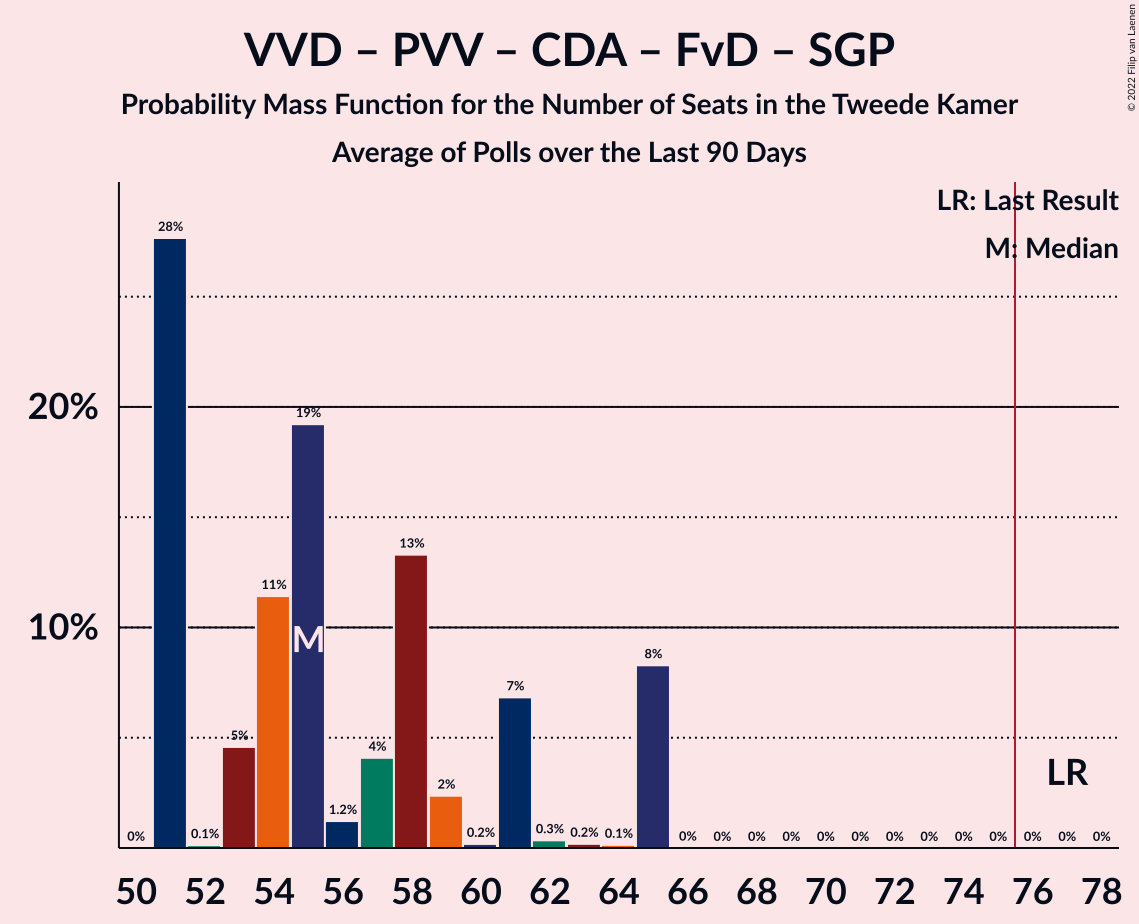 VVD – PVV – CDA – FvD – SGP
Probability Mass Function for the Number of Seats in the Tweede Kamer
Average of Polls over the Last 90 Days
© 2022 Filip van Laenen
LR: Last Result
M: Median
20%
10%
0% 28% 0.1% 5% 11% 19% 1.2% 4% 13% 2% 0.2% 7% 0.3% 0.2% 0.1% 8% 0% 0% 0% 0% 0% 0% 0% 0% 0% 0% 0% 0% 0%
M
LR
50 52 54 56 58 60 62 64 66 68 70 72 74 76 78